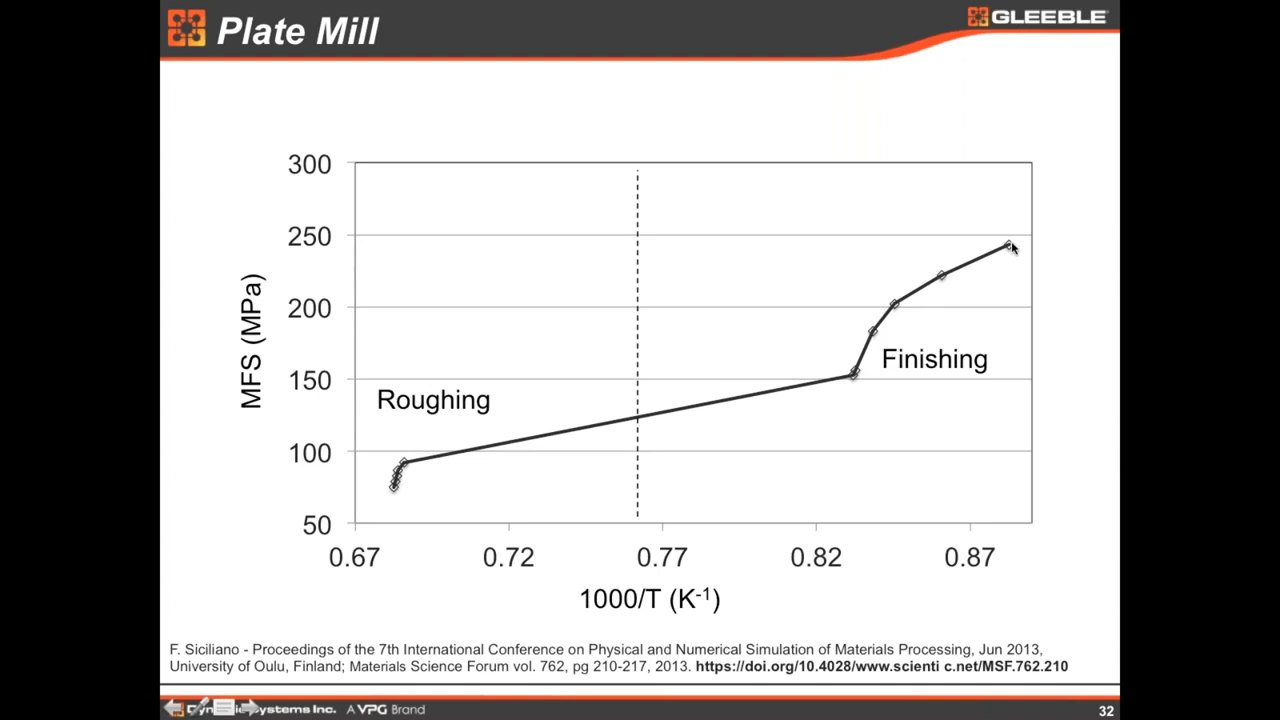 Plate Mill
GLEEBLE
300
250
200
150
100
50
MFS (MPa)
Roughing
Finishing
0.67 0.72 0.77 0.82 0.87
1000/T (K-1)
F. Siciliano - Proceedings of the 7th International Conference on Physical and Numerical Simulation of Materials Processing, Jun 2013,
University of Oulu, Finland; Materials Science Forum vol. 762, pg 210-217, 2013. https://doi.org/10.4028/www.scienti c.net/MSF.762.210
Systems Inc. A VPG Brand
32